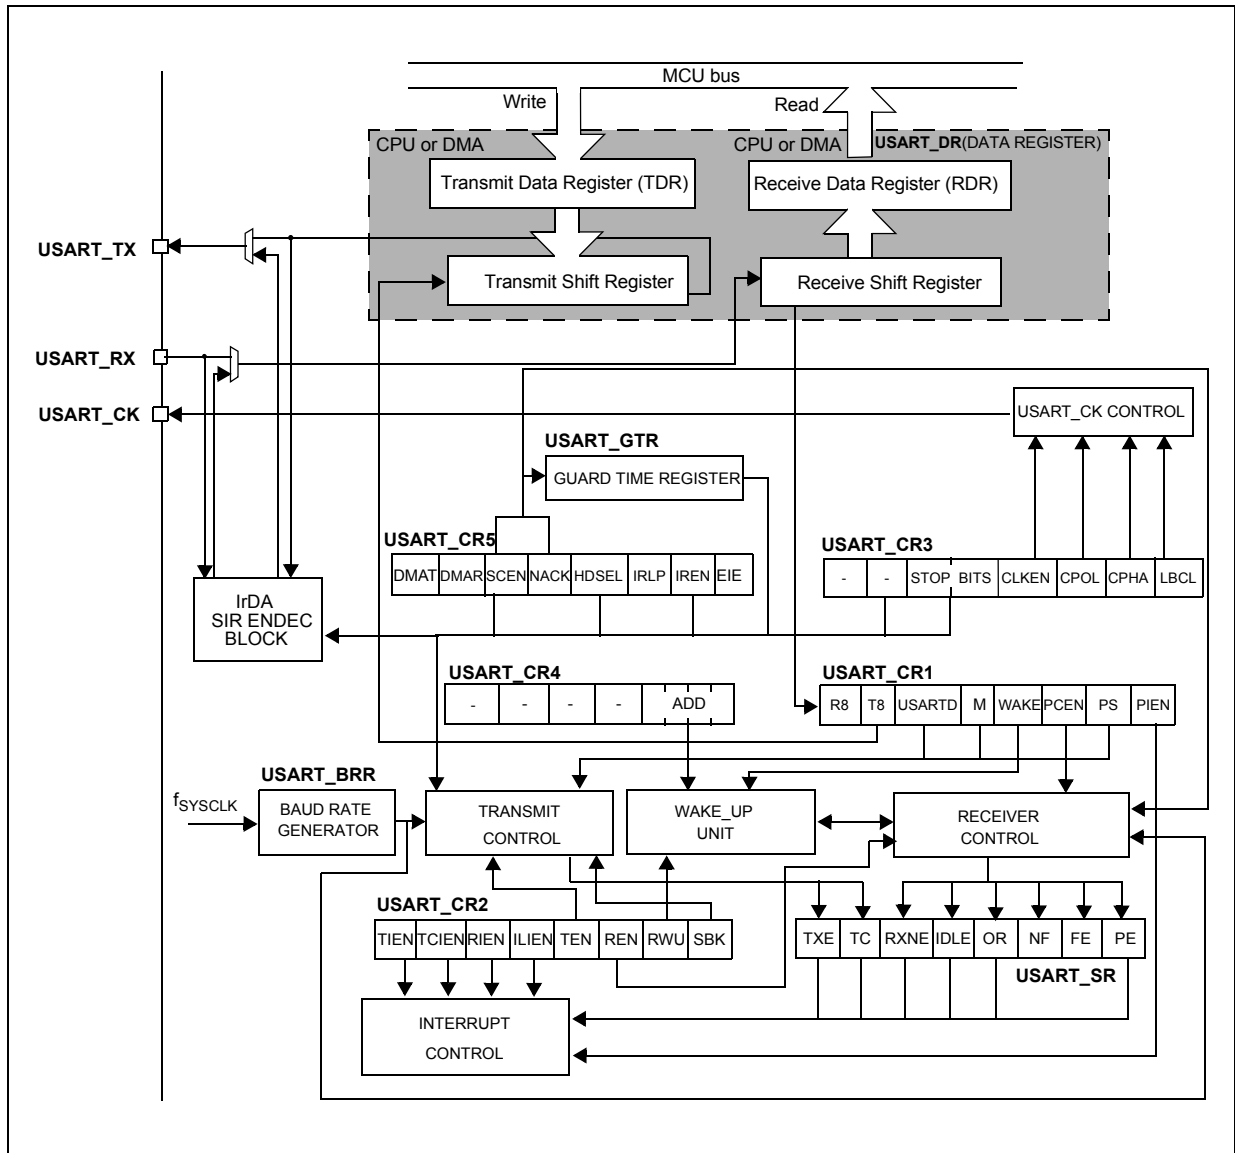 MCU bus
Write
Read
CPU or DMA
CPU or DMA
USART_DR(DATA REGISTER)
Transmit Data Register (TDR)
Receive Data Register (RDR)
USART_TX
Transmit Shift Register
Receive Shift Register
USART_RX
USART_CK
USART_CK CONTROL
USART_GTR
GUARD TIME REGISTER
USART_CR5
DMAT DMAR SCEN NACK HDSEL IRLP IREN EIE
USART_CR3
- - STOP BITS CLKEN CPOL CPHA LBCL
IrDA
SIR ENDEC
BLOCK
USART_CR4
- - - - ADD
USART_CR1
R8 T8 USARTD M WAKE PCEN PS PIEN
USART_BRR
fSYSCLK
BAUD RATE
GENERATOR
TRANSMIT
CONTROL
WAKE_UP
UNIT
RECEIVER
CONTROL
USART_CR2
TIEN TCIEN RIEN ILIEN TEN REN RWU SBK
TXE TC RXNE IDLE OR NF FE PE
USART_SR
INTERRUPT
CONTROL